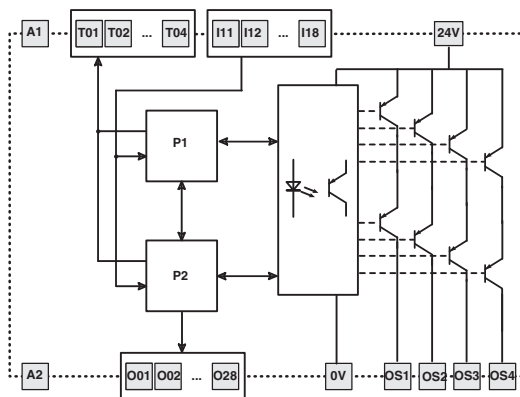 A1 T01 T02 ... T04 I11 I12 ... I18 24V
P1
P2
A2 O01 O02 ... O28 0V OS1 OS2 OS3 OS4